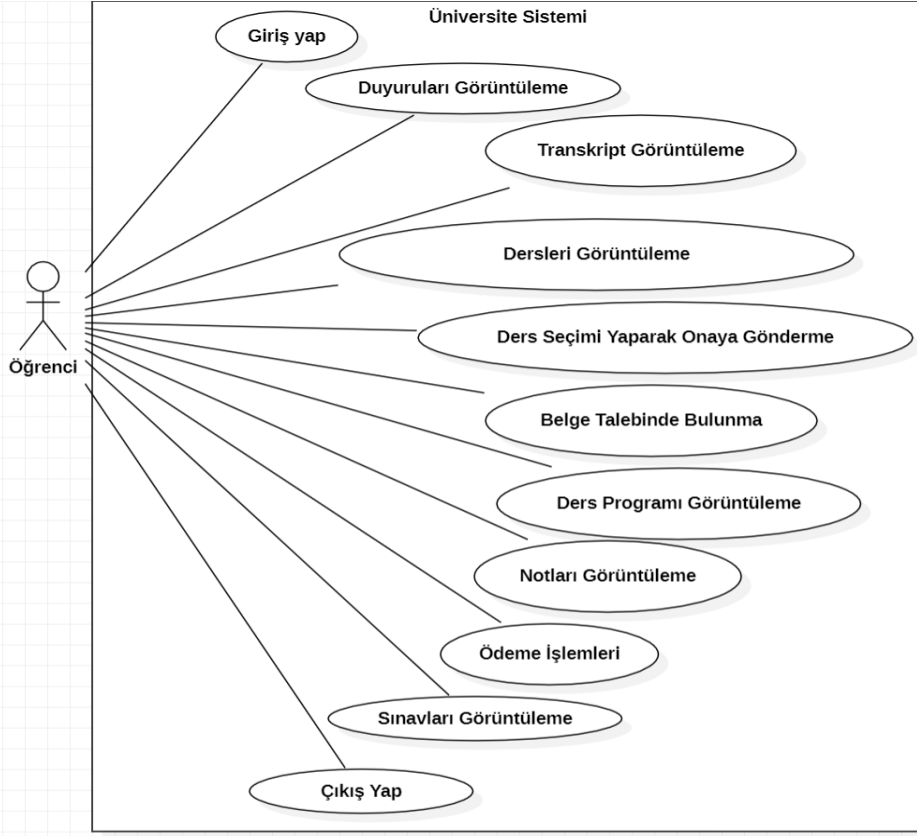 Üniversite Sistemi
Giriş yap
Duyuruları Görüntüleme
Transkript Görüntüleme
Dersleri Görüntüleme
Ders Seçimi Yaparak Onaya Gönderme
Öğrenci
Belge Talebinde Bulunma
Ders Programı Görüntüleme
Notları Görüntüleme
Ödeme İşlemleri
Sınavları Görüntüleme
Çıkış Yap